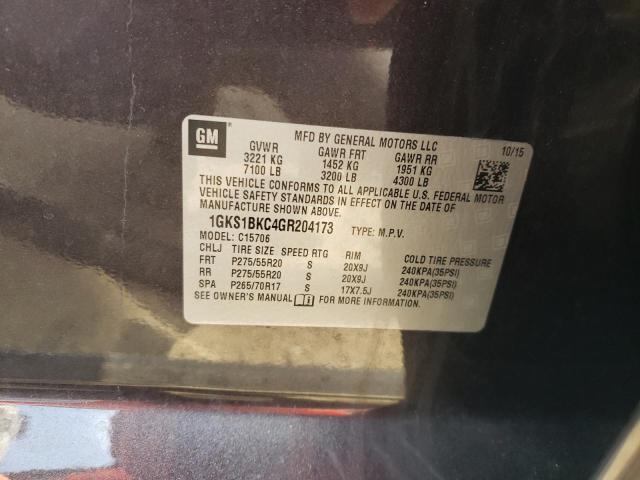 GM
MFD BY GENERAL MOTORS LLC
10/15
GVWR GAWR FRT GAWR RR
3221 KG 1452 KG 1951 KG
7100 LB 3200 LB 4300 LB
THIS VEHICLE CONFORMS TO ALL APPLICABLE U.S. FEDERAL MOTOR
VEHICLE SAFETY STANDARDS IN EFFECT ON THE DATE OF
MANUFACTURE SHOWN ABOVE.
1GKS1BKC4GR204173 TYPE: M.P.V.
MODEL: C15706
CHLJ TIRE SIZE SPEED RTG RIM COLD TIRE PRESSURE
FRT P275/55R20 S 20X9J 240KPA(35PSI)
RR P275/55R20 S 20X9J 240KPA(35PSI)
SPA P265/70R17 S 17X7.5J 240KPA(35PSI)
SEE OWNER'S MANUAL FOR MORE INFORMATION.